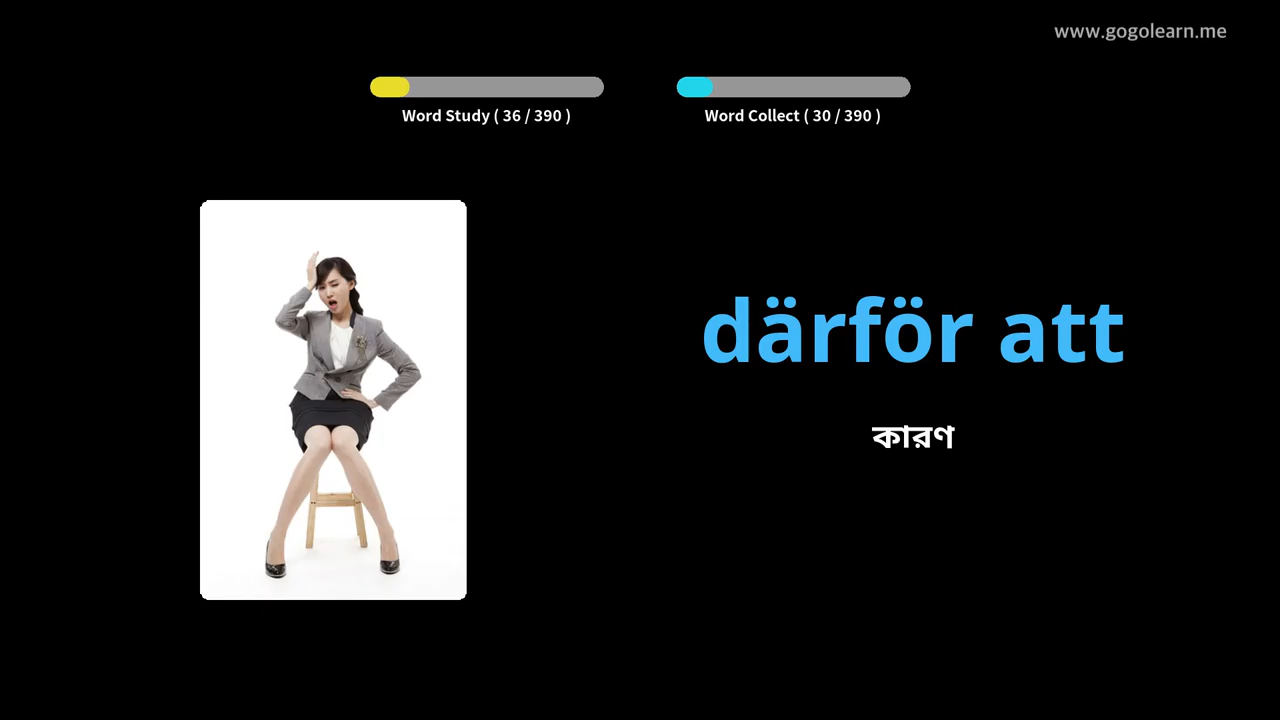 www.gogolearn.me
Word Study ( 36 / 390 )
Word Collect ( 30 / 390 )
därför att
কারণ